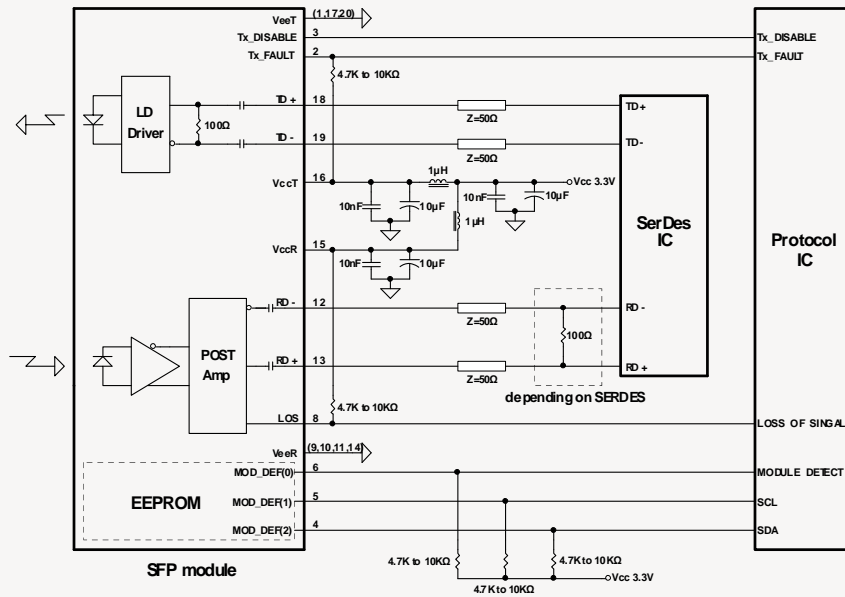 VeeT (1,17,20)
Tx_DISABLE 3 Tx_DISABLE
Tx_FAULT 2 Tx_FAULT
4.7K to 10KΩ
LD
Driver
100Ω
TD+ 18 TD+
Z=50Ω
TD- 19 TD-
Z=50Ω
1μH
VccT 16 Vcc 3.3V
10nF 10μF 10nF 10μF
1μH
SerDes
IC
Protocol
IC
VccR 15
10nF 10μF
RD- 12 RD-
Z=50Ω
100Ω
POST
Amp
RD+ 13 RD+
Z=50Ω
depending on SERDES
4.7K to 10KΩ
LOS 8 LOSS OF SINGAL
VeeR (9,10,11,14)
MOD_DEF(0) 6 MODULE DETECT
EEPROM
MOD_DEF(1) 5 SCL
MOD_DEF(2) 4 SDA
4.7K to 10KΩ 4.7K to 10KΩ
SFP module
Vcc 3.3V
4.7K to 10KΩ